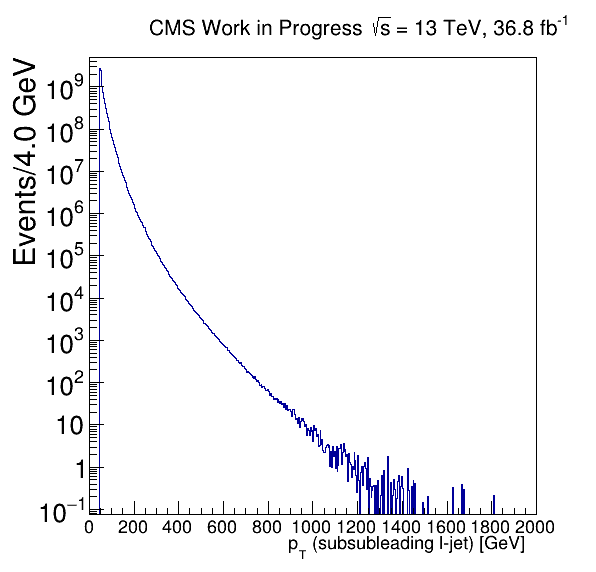 CMS Work in Progress √s = 13 TeV, 36.8 fb⁻¹
Events/4.0 GeV
10⁹
10⁸
10⁷
10⁶
10⁵
10⁴
10³
10²
10
1
10⁻¹
0 200 400 600 800 1000 1200 1400 1600 1800 2000
p_T (subsubleading l-jet) [GeV]